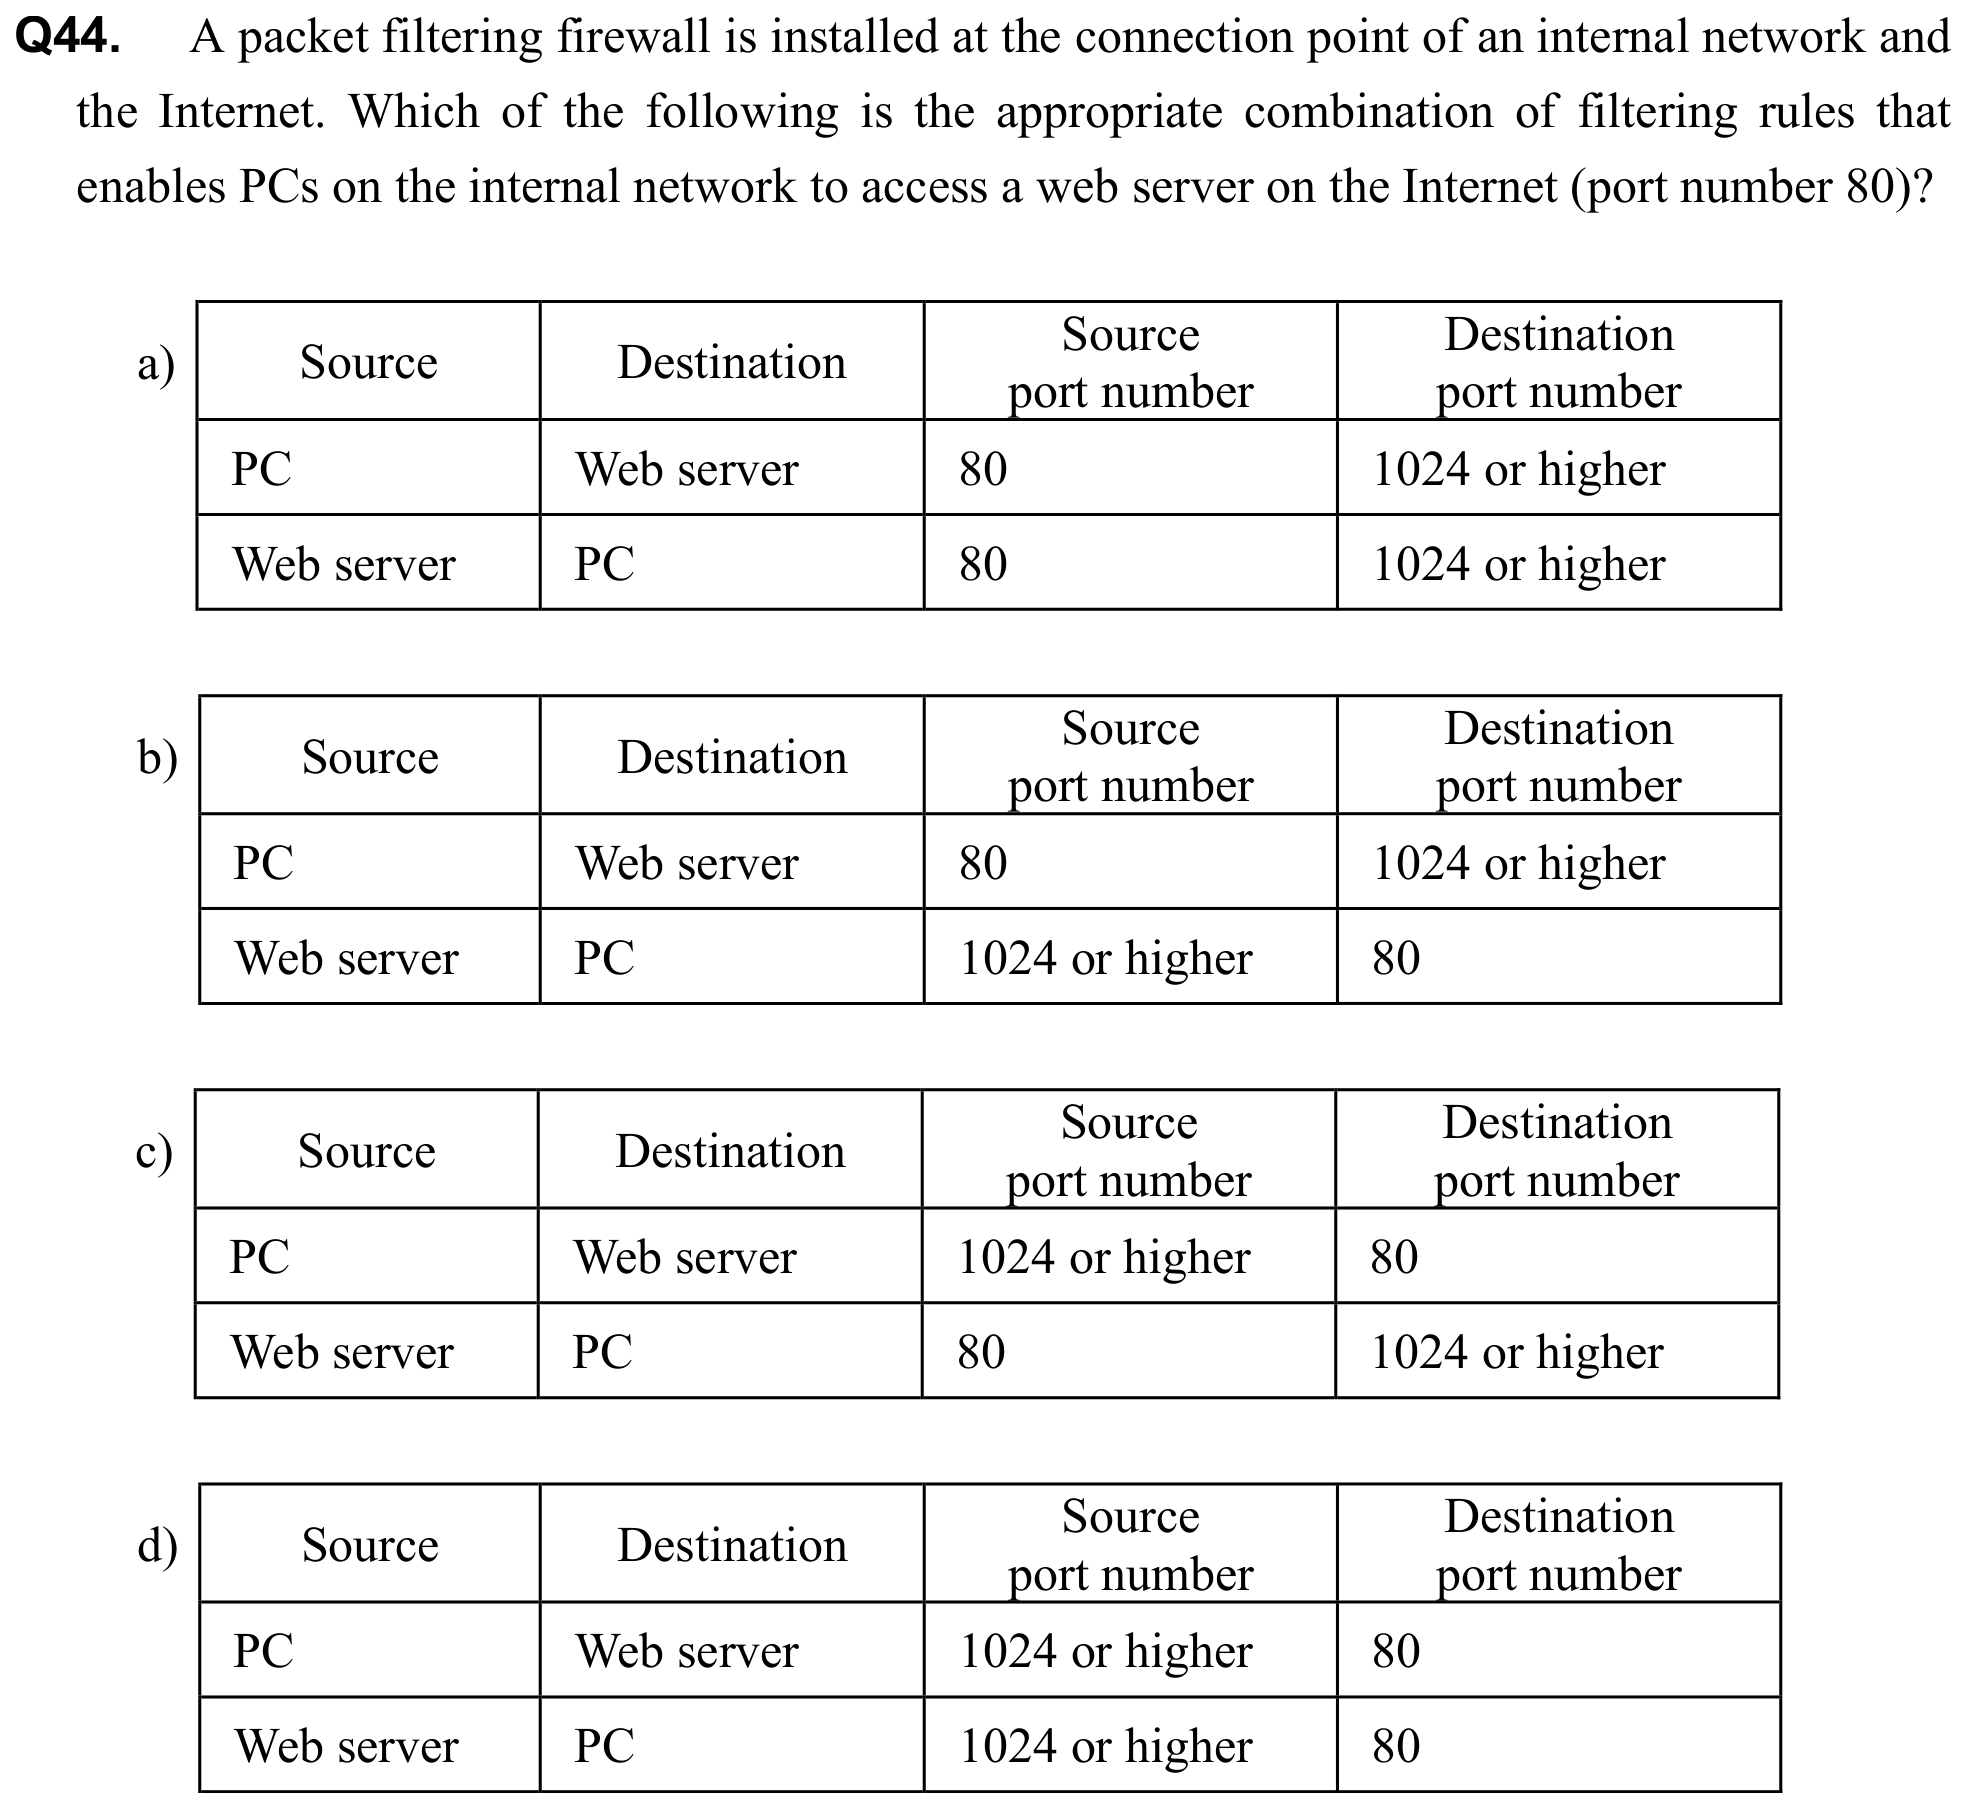 Q44. A packet filtering firewall is installed at the connection point of an internal network and
the Internet. Which of the following is the appropriate combination of filtering rules that
enables PCs on the internal network to access a web server on the Internet (port number 80)?
a)
Source Destination Source port number Destination port number
PC Web server 80 1024 or higher
Web server PC 80 1024 or higher
b)
Source Destination Source port number Destination port number
PC Web server 80 1024 or higher
Web server PC 1024 or higher 80
c)
Source Destination Source port number Destination port number
PC Web server 1024 or higher 80
Web server PC 80 1024 or higher
d)
Source Destination Source port number Destination port number
PC Web server 1024 or higher 80
Web server PC 1024 or higher 80